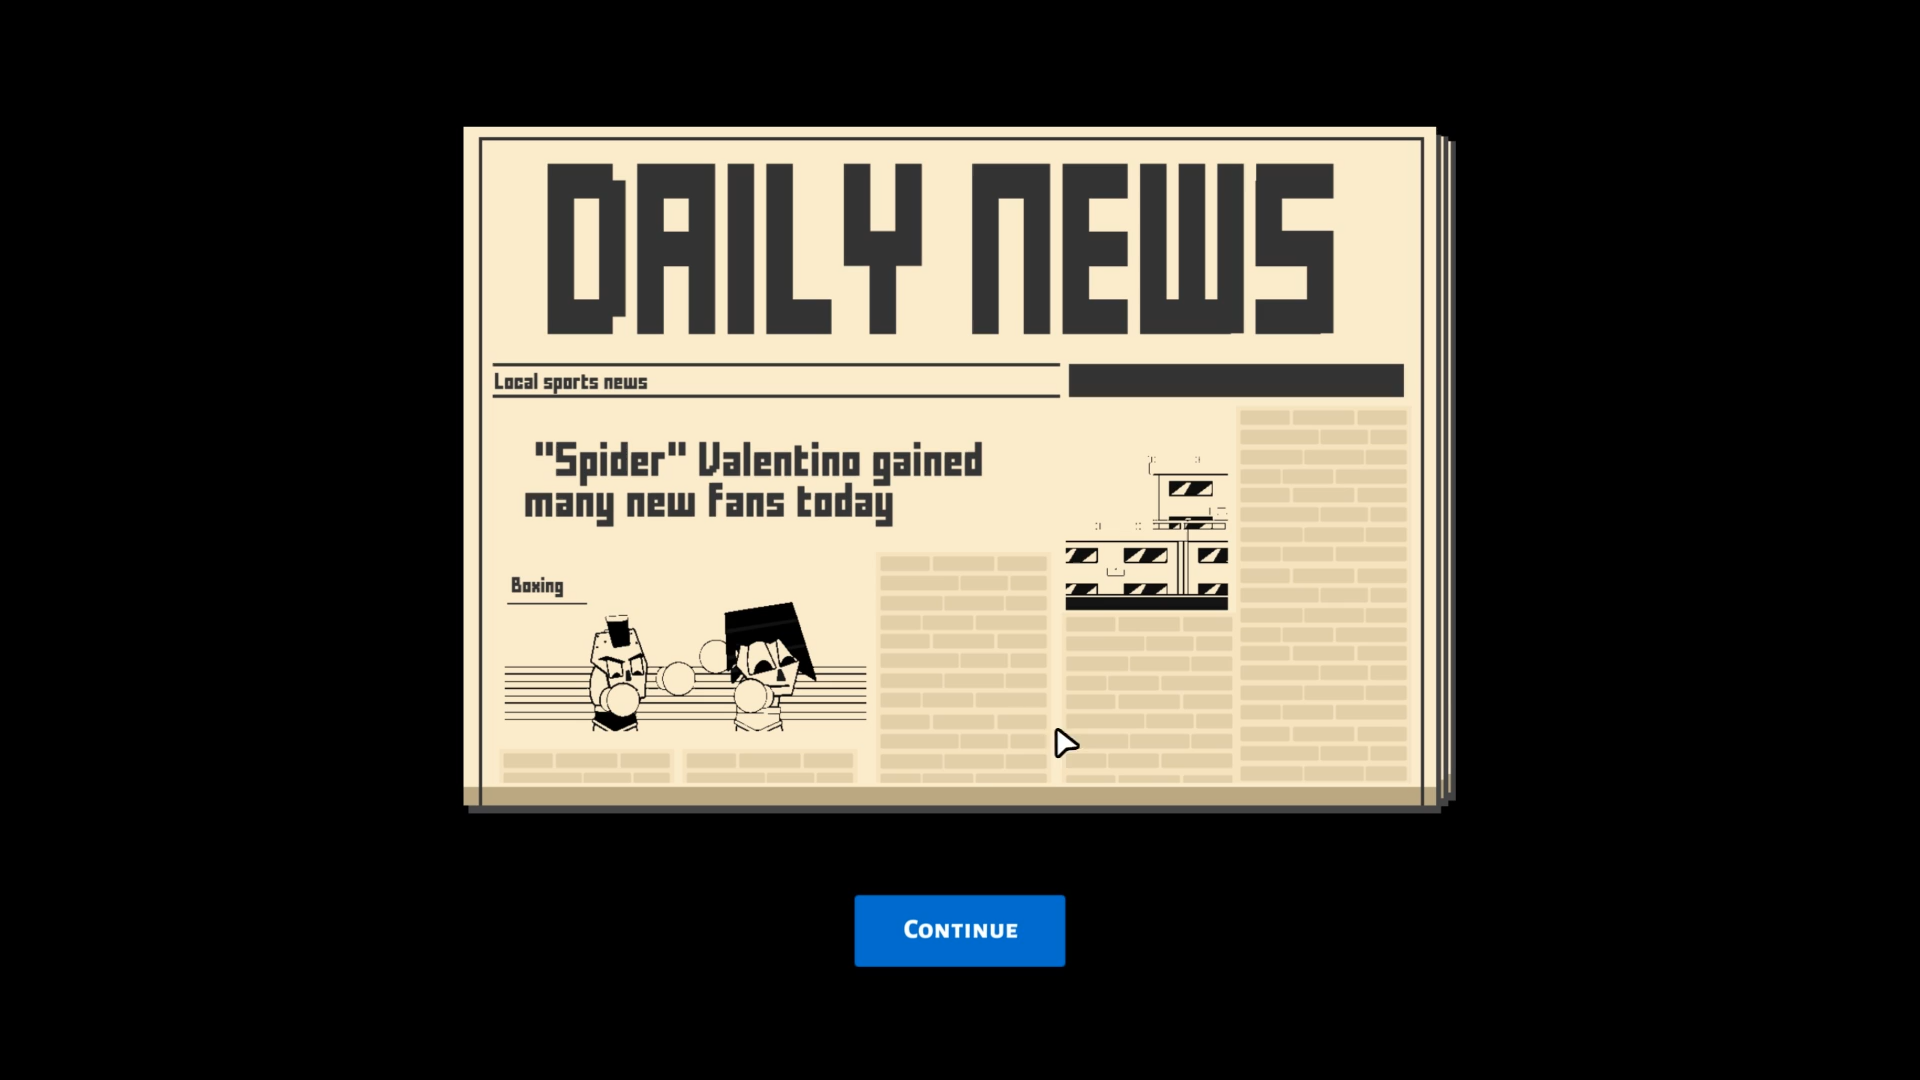 DAILY NEWS
Local sports news
"Spider" Valentino gained
many new fans today
Boxing
Continue